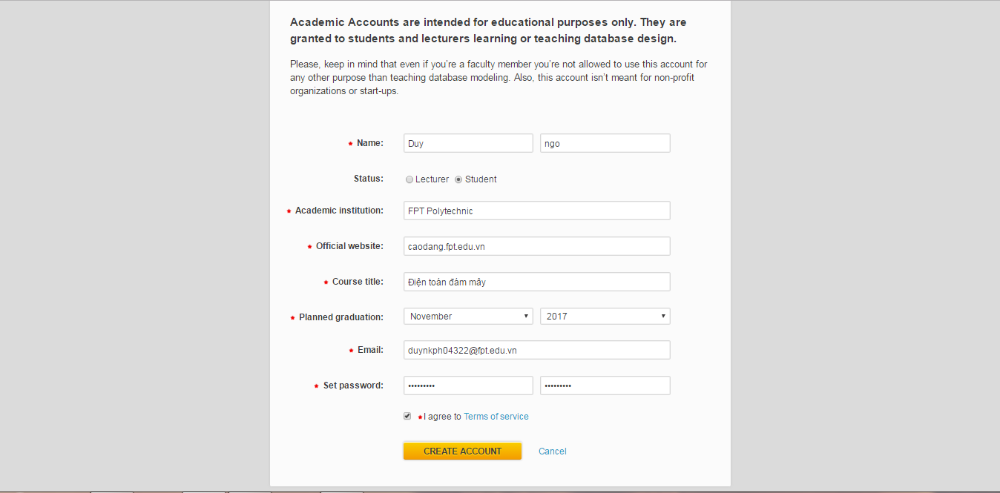 Academic Accounts are intended for educational purposes only. They are
granted to students and lecturers learning or teaching database design.
Please, keep in mind that even if you're a faculty member you're not allowed to use this account for
any other purpose than teaching database modeling. Also, this account isn't meant for non-profit
organizations or start-ups.
* Name: Duy ngo
Status: Lecturer Student
* Academic institution: FPT Polytechnic
* Official website: caodang.fpt.edu.vn
* Course title: Điện toán đám mây
* Planned graduation: November 2017
* Email: duynkph04322@fpt.edu.vn
* Set password: ••••••••• •••••••••
* I agree to Terms of service
CREATE ACCOUNT Cancel